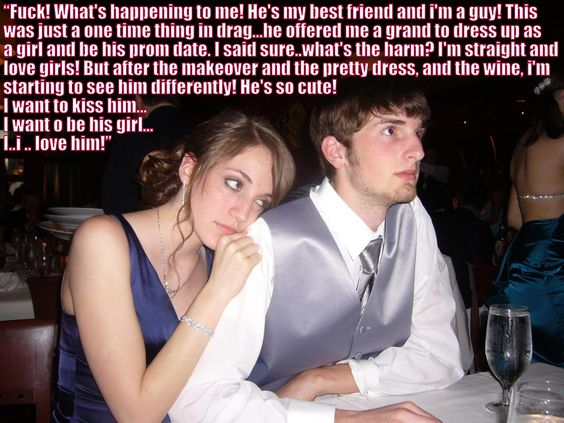 “Fuck! What's happening to me! He's my best friend and i'm a guy! This
was just a one time thing in drag...he offered me a grand to dress up as
a girl and be his prom date. I said sure..what's the harm? I'm straight and
love girls! But after the makeover and the pretty dress, and the wine, i'm
starting to see him differently! He's so cute!
I want to kiss him...
I want o be his girl...
i..i .. love him!”